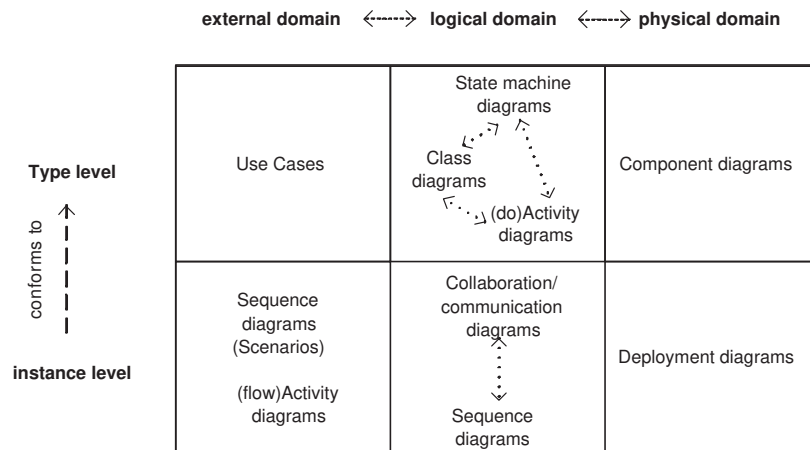 external domain logical domain physical domain
State machine
diagrams
Use Cases
Class
diagrams
Component diagrams
Type level
(do)Activity
diagrams
conforms to
Sequence
diagrams
(Scenarios)
Collaboration/
communication
diagrams
Deployment diagrams
instance level
(flow)Activity
diagrams
Sequence
diagrams